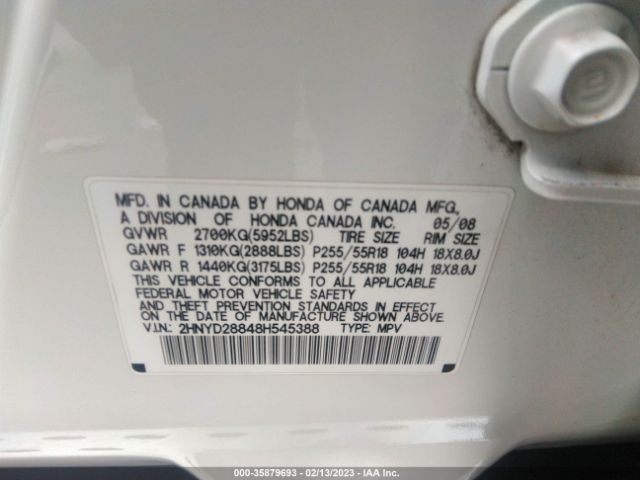 MFD. IN CANADA BY HONDA OF CANADA MFG.,
A DIVISION OF HONDA CANADA INC. 05/08
GVWR 2700KG(5952LBS) TIRE SIZE RIM SIZE
GAWR F 1310KG(2888LBS) P255/55R18 104H 18X8.0J
GAWR R 1440KG(3175LBS) P255/55R18 104H 18X8.0J
THIS VEHICLE CONFORMS TO ALL APPLICABLE
FEDERAL MOTOR VEHICLE SAFETY
AND THEFT PREVENTION STANDARDS IN EFFECT
ON THE DATE OF MANUFACTURE SHOWN ABOVE.
V.I.N.: 2HNYD28848H545388 TYPE: MPV
000-35879693 - 02/13/2023 - IAA Inc.